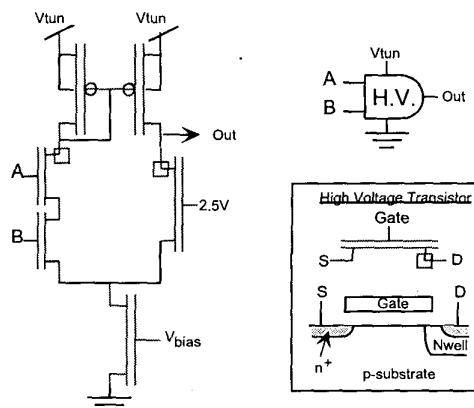 Vtun
Vtun
Out
A
B
2.5V
Vbias
Vtun
A
B
H.V.
Out
High Voltage Transistor
Gate
S
D
S
D
Gate
Nwell
n+
p-substrate